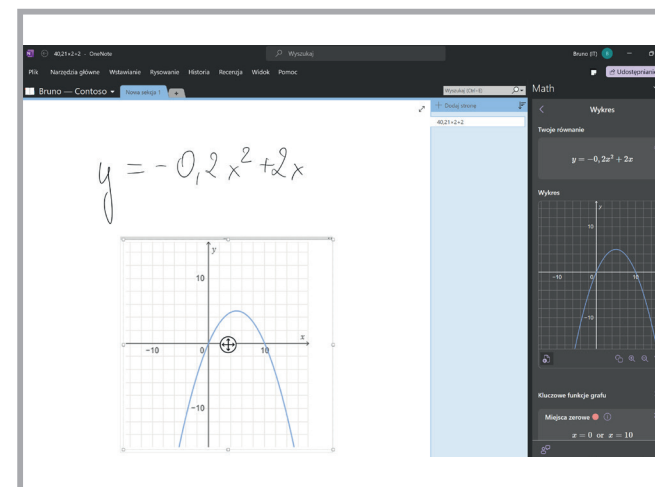 40,21+2÷2 - OneNote
Wyszukaj
Bruno (IT)
Plik Narzędzia główne Wstawianie Rysowanie Historia Recenzja Widok Pomoc
Udostępnianie
Bruno — Contoso
Nowa sekcja 1
+
Wyszukaj (Ctrl+E)
Math
+ Dodaj stronę
40,21+2÷2
Wykres
Twoje równanie
y = -0,2x² + 2x
y = -0,2x² + 2x
Wykres
y
10
-10 0 10
-10
y
10
x
-10 0 10
-10
Kluczowe funkcje grafu
Miejsca zerowe
x = 0 or x = 10